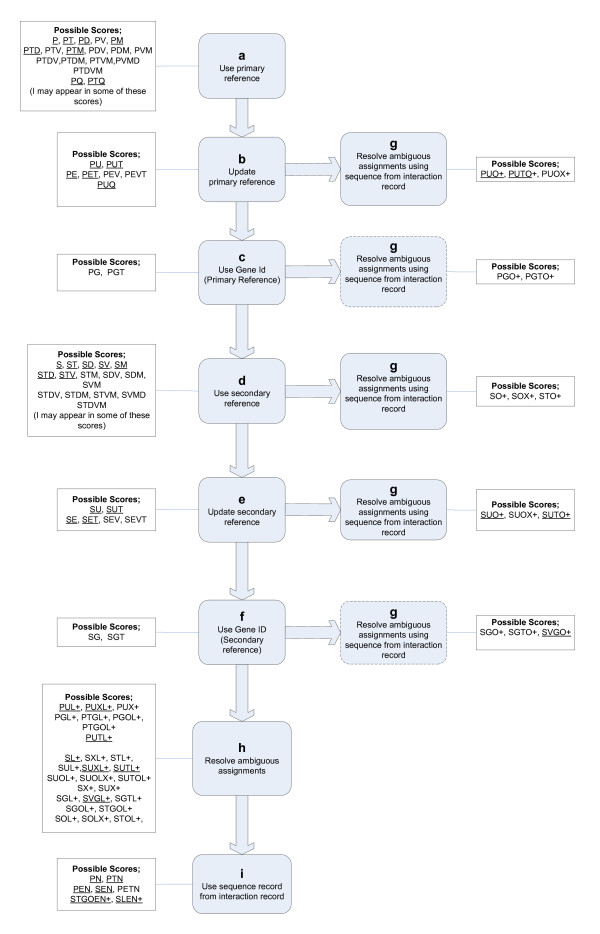 Possible Scores;
P, PT, PD, PV, PM
PTD, PTV, PTM, PDV, PDM, PVM
PTDV,PTDM, PTVM,PVMD
PTDVM
PQ, PTQ
(I may appear in some of these
scores)
a
Use primary
reference
Possible Scores;
PU, PUT
PE, PET, PEV, PEVT
PUQ
b
Update
primary reference
g
Resolve ambiguous
assignments using
sequence from interaction
record
Possible Scores;
PUO+, PUTO+, PUOX+
Possible Scores;
PG, PGT
c
Use Gene Id
(Primary Reference)
g
Resolve ambiguous
assignments using
sequence from interaction
record
Possible Scores;
PGO+, PGTO+
Possible Scores;
S, ST, SD, SV, SM
STD, STV, STM, SDV, SDM,
SVM
STDV, STDM, STVM, SVMD
STDVM
(I may appear in some of these
scores)
d
Use secondary
reference
g
Resolve ambiguous
assignments using
sequence from interaction
record
Possible Scores;
SO+, SOX+, STO+
Possible Scores;
SU, SUT
SE, SET, SEV, SEVT
e
Update secondary
reference
g
Resolve ambiguous
assignments using
sequence from interaction
record
Possible Scores;
SUO+, SUOX+, SUTO+
Possible Scores;
SG, SGT
f
Use Gene ID
(Secondary
reference)
g
Resolve ambiguous
assignments using
sequence from interaction
record
Possible Scores;
SGO+, SGTO+, SVGO+
Possible Scores;
PUL+, PUXL+, PUX+
PGL+, PTGL+, PGOL+,
PTGOL+
PUTL+
SL+, SXL+, STL+,
SUL+,SUXL+, SUTL+
SUOL+, SUOLX+, SUTOL+
SX+, SUX+
SGL+, SVGL+, SGTL+
SGOL+, STGOL+
SOL+, SOLX+, STOL+,
h
Resolve ambiguous
assignments
Possible Scores;
PN, PTN
PEN, SEN, PETN
STGOEN+, SLEN+
i
Use sequence record
from interaction record